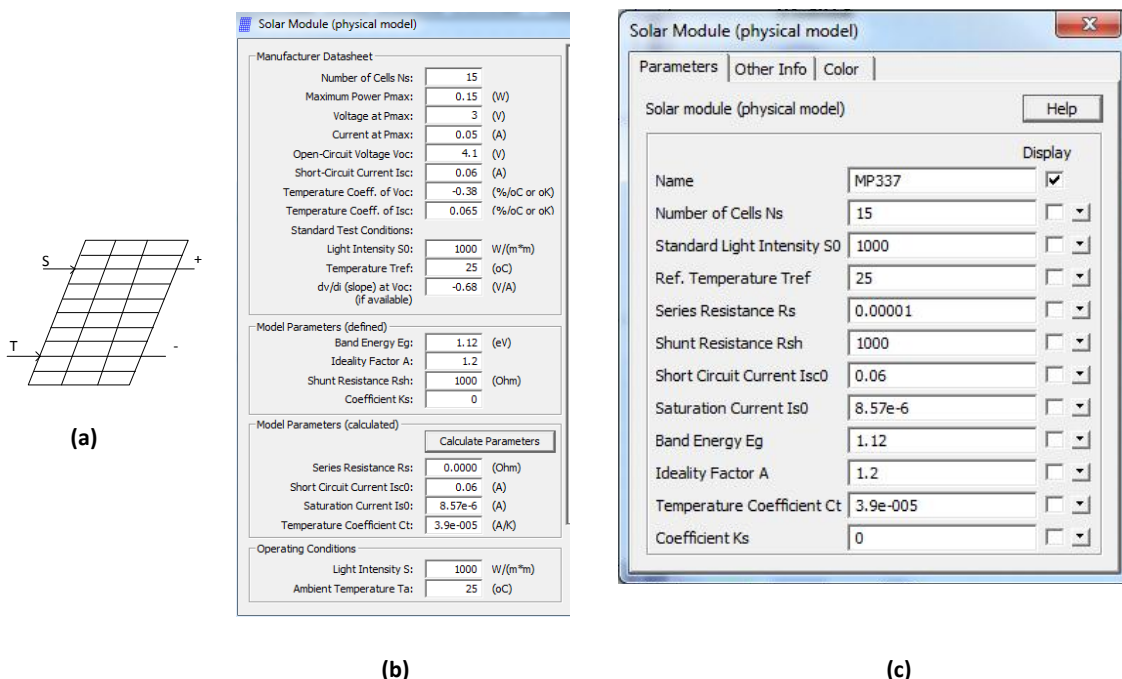 S
+
T
-
(a)
Solar Module (physical model)
Manufacturer Datasheet
Number of Cells Ns: 15
Maximum Power Pmax: 0.15 (W)
Voltage at Pmax: 3 (V)
Current at Pmax: 0.05 (A)
Open-Circuit Voltage Voc: 4.1 (V)
Short-Circuit Current Isc: 0.06 (A)
Temperature Coeff. of Voc: -0.38 (%/oC or oK)
Temperature Coeff. of Isc: 0.065 (%/oC or oK)
Standard Test Conditions:
Light Intensity S0: 1000 W/(m*m)
Temperature Tref: 25 (oC)
dv/di (slope) at Voc: -0.68 (V/A)
(if available)
Model Parameters (defined)
Band Energy Eg: 1.12 (eV)
Ideality Factor A: 1.2
Shunt Resistance Rsh: 1000 (Ohm)
Coefficient Ks: 0
Model Parameters (calculated)
Calculate Parameters
Series Resistance Rs: 0.0000 (Ohm)
Short Circuit Current Isc0: 0.06 (A)
Saturation Current Is0: 8.57e-6 (A)
Temperature Coefficient Ct: 3.9e-005 (A/K)
Operating Conditions
Light Intensity S: 1000 W/(m*m)
Ambient Temperature Ta: 25 (oC)
(b)
Solar Module (physical model)
Parameters Other Info Color
Solar module (physical model) Help
Display
Name MP337
Number of Cells Ns 15
Standard Light Intensity S0 1000
Ref. Temperature Tref 25
Series Resistance Rs 0.00001
Shunt Resistance Rsh 1000
Short Circuit Current Isc0 0.06
Saturation Current Is0 8.57e-6
Band Energy Eg 1.12
Ideality Factor A 1.2
Temperature Coefficient Ct 3.9e-005
Coefficient Ks 0
(c)